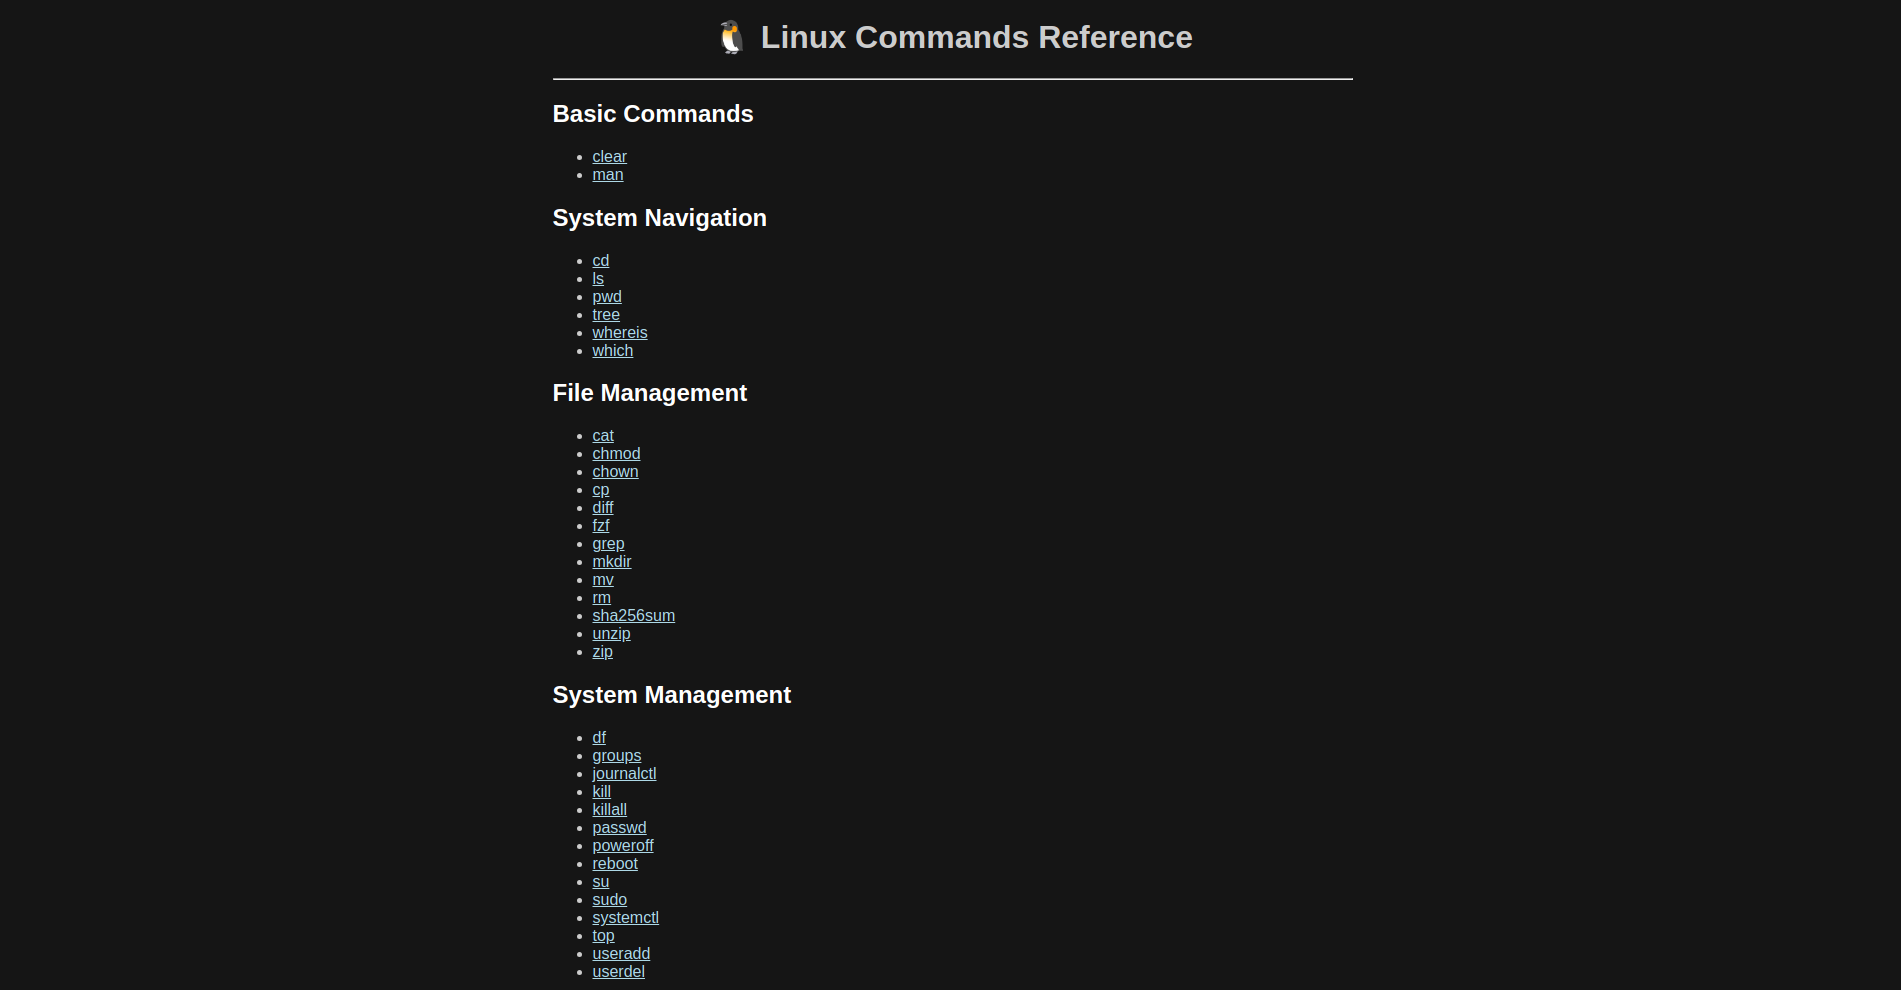 🐧 Linux Commands Reference
Basic Commands
clear
man
System Navigation
cd
ls
pwd
tree
whereis
which
File Management
cat
chmod
chown
cp
diff
fzf
grep
mkdir
mv
rm
sha256sum
unzip
zip
System Management
df
groups
journalctl
kill
killall
passwd
poweroff
reboot
su
sudo
systemctl
top
useradd
userdel